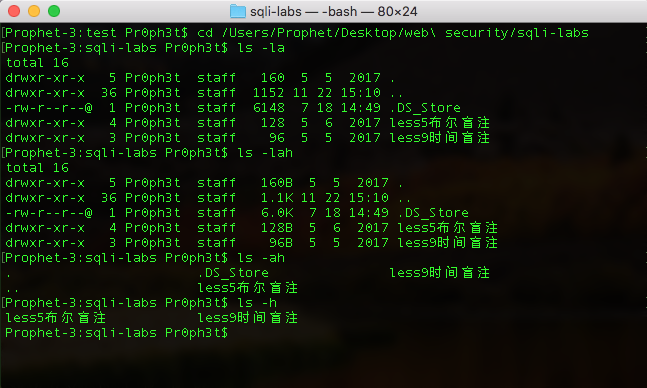 sqli-labs — -bash — 80×24
[Prophet-3:test Pr0ph3t$ cd /Users/Prophet/Desktop/web\ security/sqli-labs
[Prophet-3:sqli-labs Pr0ph3t$ ls -la
total 16
drwxr-xr-x   5 Pr0ph3t  staff   160  5  5  2017 .
drwxr-xr-x  36 Pr0ph3t  staff  1152 11 22 15:10 ..
-rw-r--r--@  1 Pr0ph3t  staff  6148  7 18 14:49 .DS_Store
drwxr-xr-x   4 Pr0ph3t  staff   128  5  6  2017 less5布尔盲注
drwxr-xr-x   3 Pr0ph3t  staff    96  5  5  2017 less9时间盲注
[Prophet-3:sqli-labs Pr0ph3t$ ls -lah
total 16
drwxr-xr-x   5 Pr0ph3t  staff   160B  5  5  2017 .
drwxr-xr-x  36 Pr0ph3t  staff   1.1K 11 22 15:10 ..
-rw-r--r--@  1 Pr0ph3t  staff   6.0K  7 18 14:49 .DS_Store
drwxr-xr-x   4 Pr0ph3t  staff   128B  5  6  2017 less5布尔盲注
drwxr-xr-x   3 Pr0ph3t  staff    96B  5  5  2017 less9时间盲注
[Prophet-3:sqli-labs Pr0ph3t$ ls -ah
.                       .DS_Store               less9时间盲注
..                      less5布尔盲注
[Prophet-3:sqli-labs Pr0ph3t$ ls -h
less5布尔盲注           less9时间盲注
Prophet-3:sqli-labs Pr0ph3t$